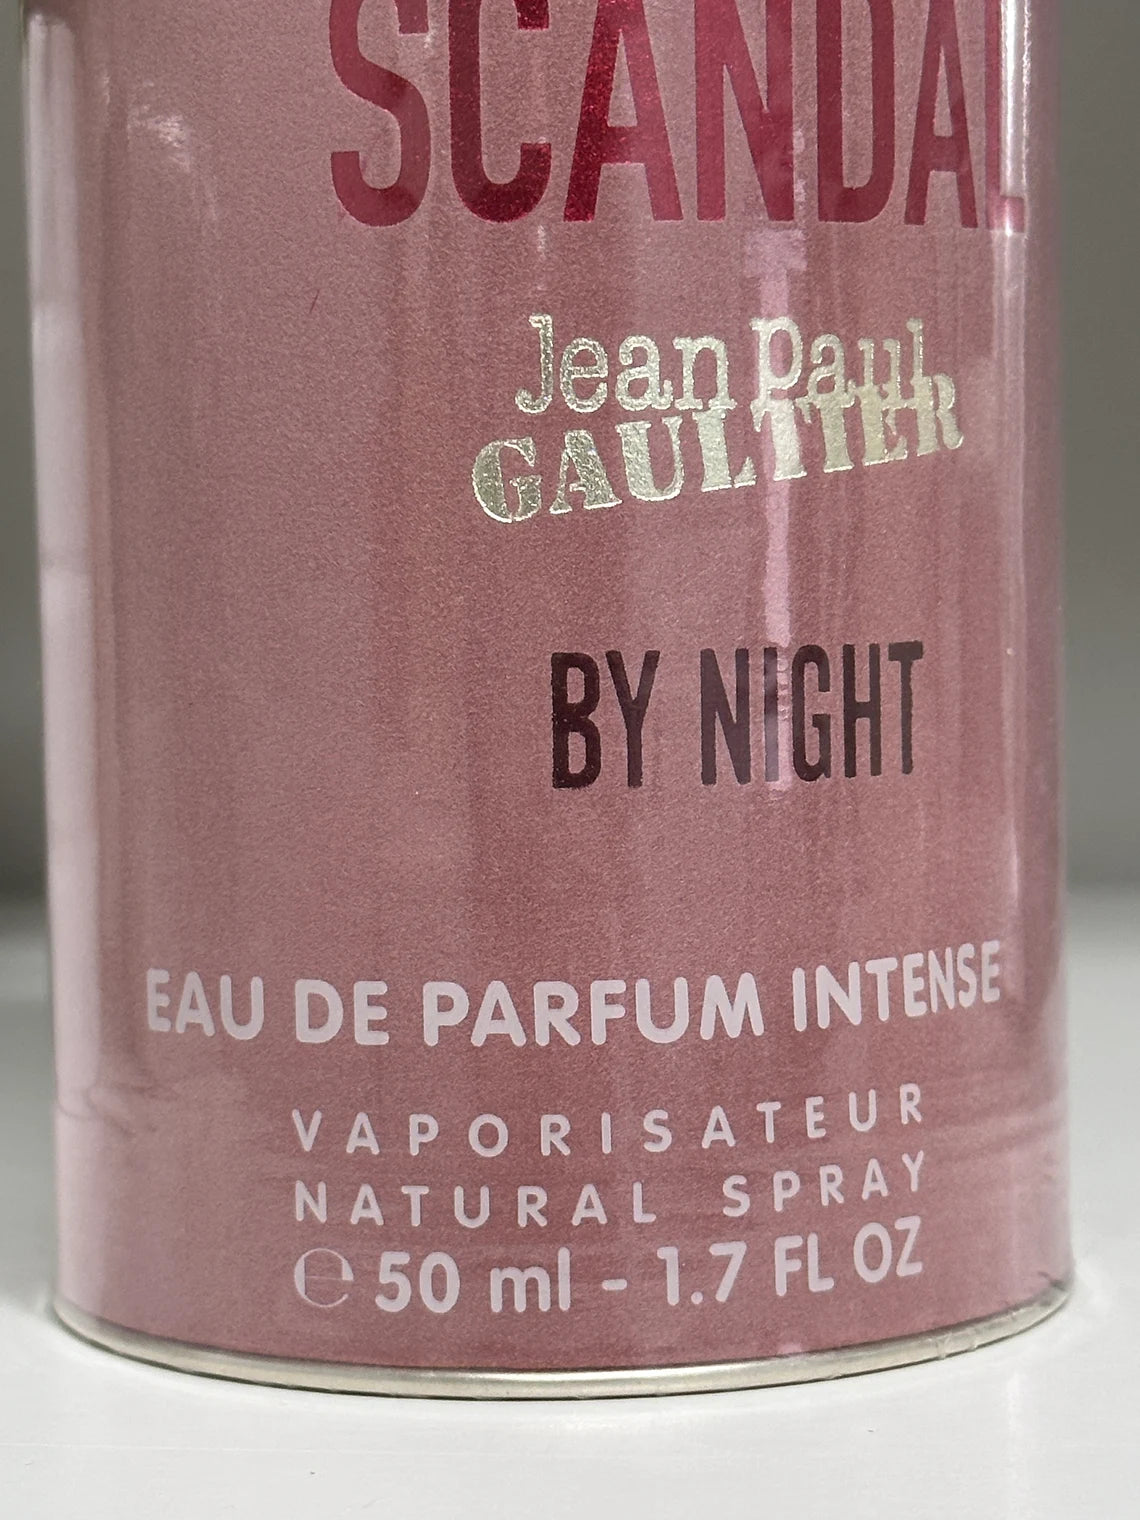 SCANDAL
Jean Paul
GAULTIER
BY NIGHT
EAU DE PARFUM INTENSE
VAPORISATEUR
NATURAL SPRAY
℮ 50 ml - 1.7 FL OZ